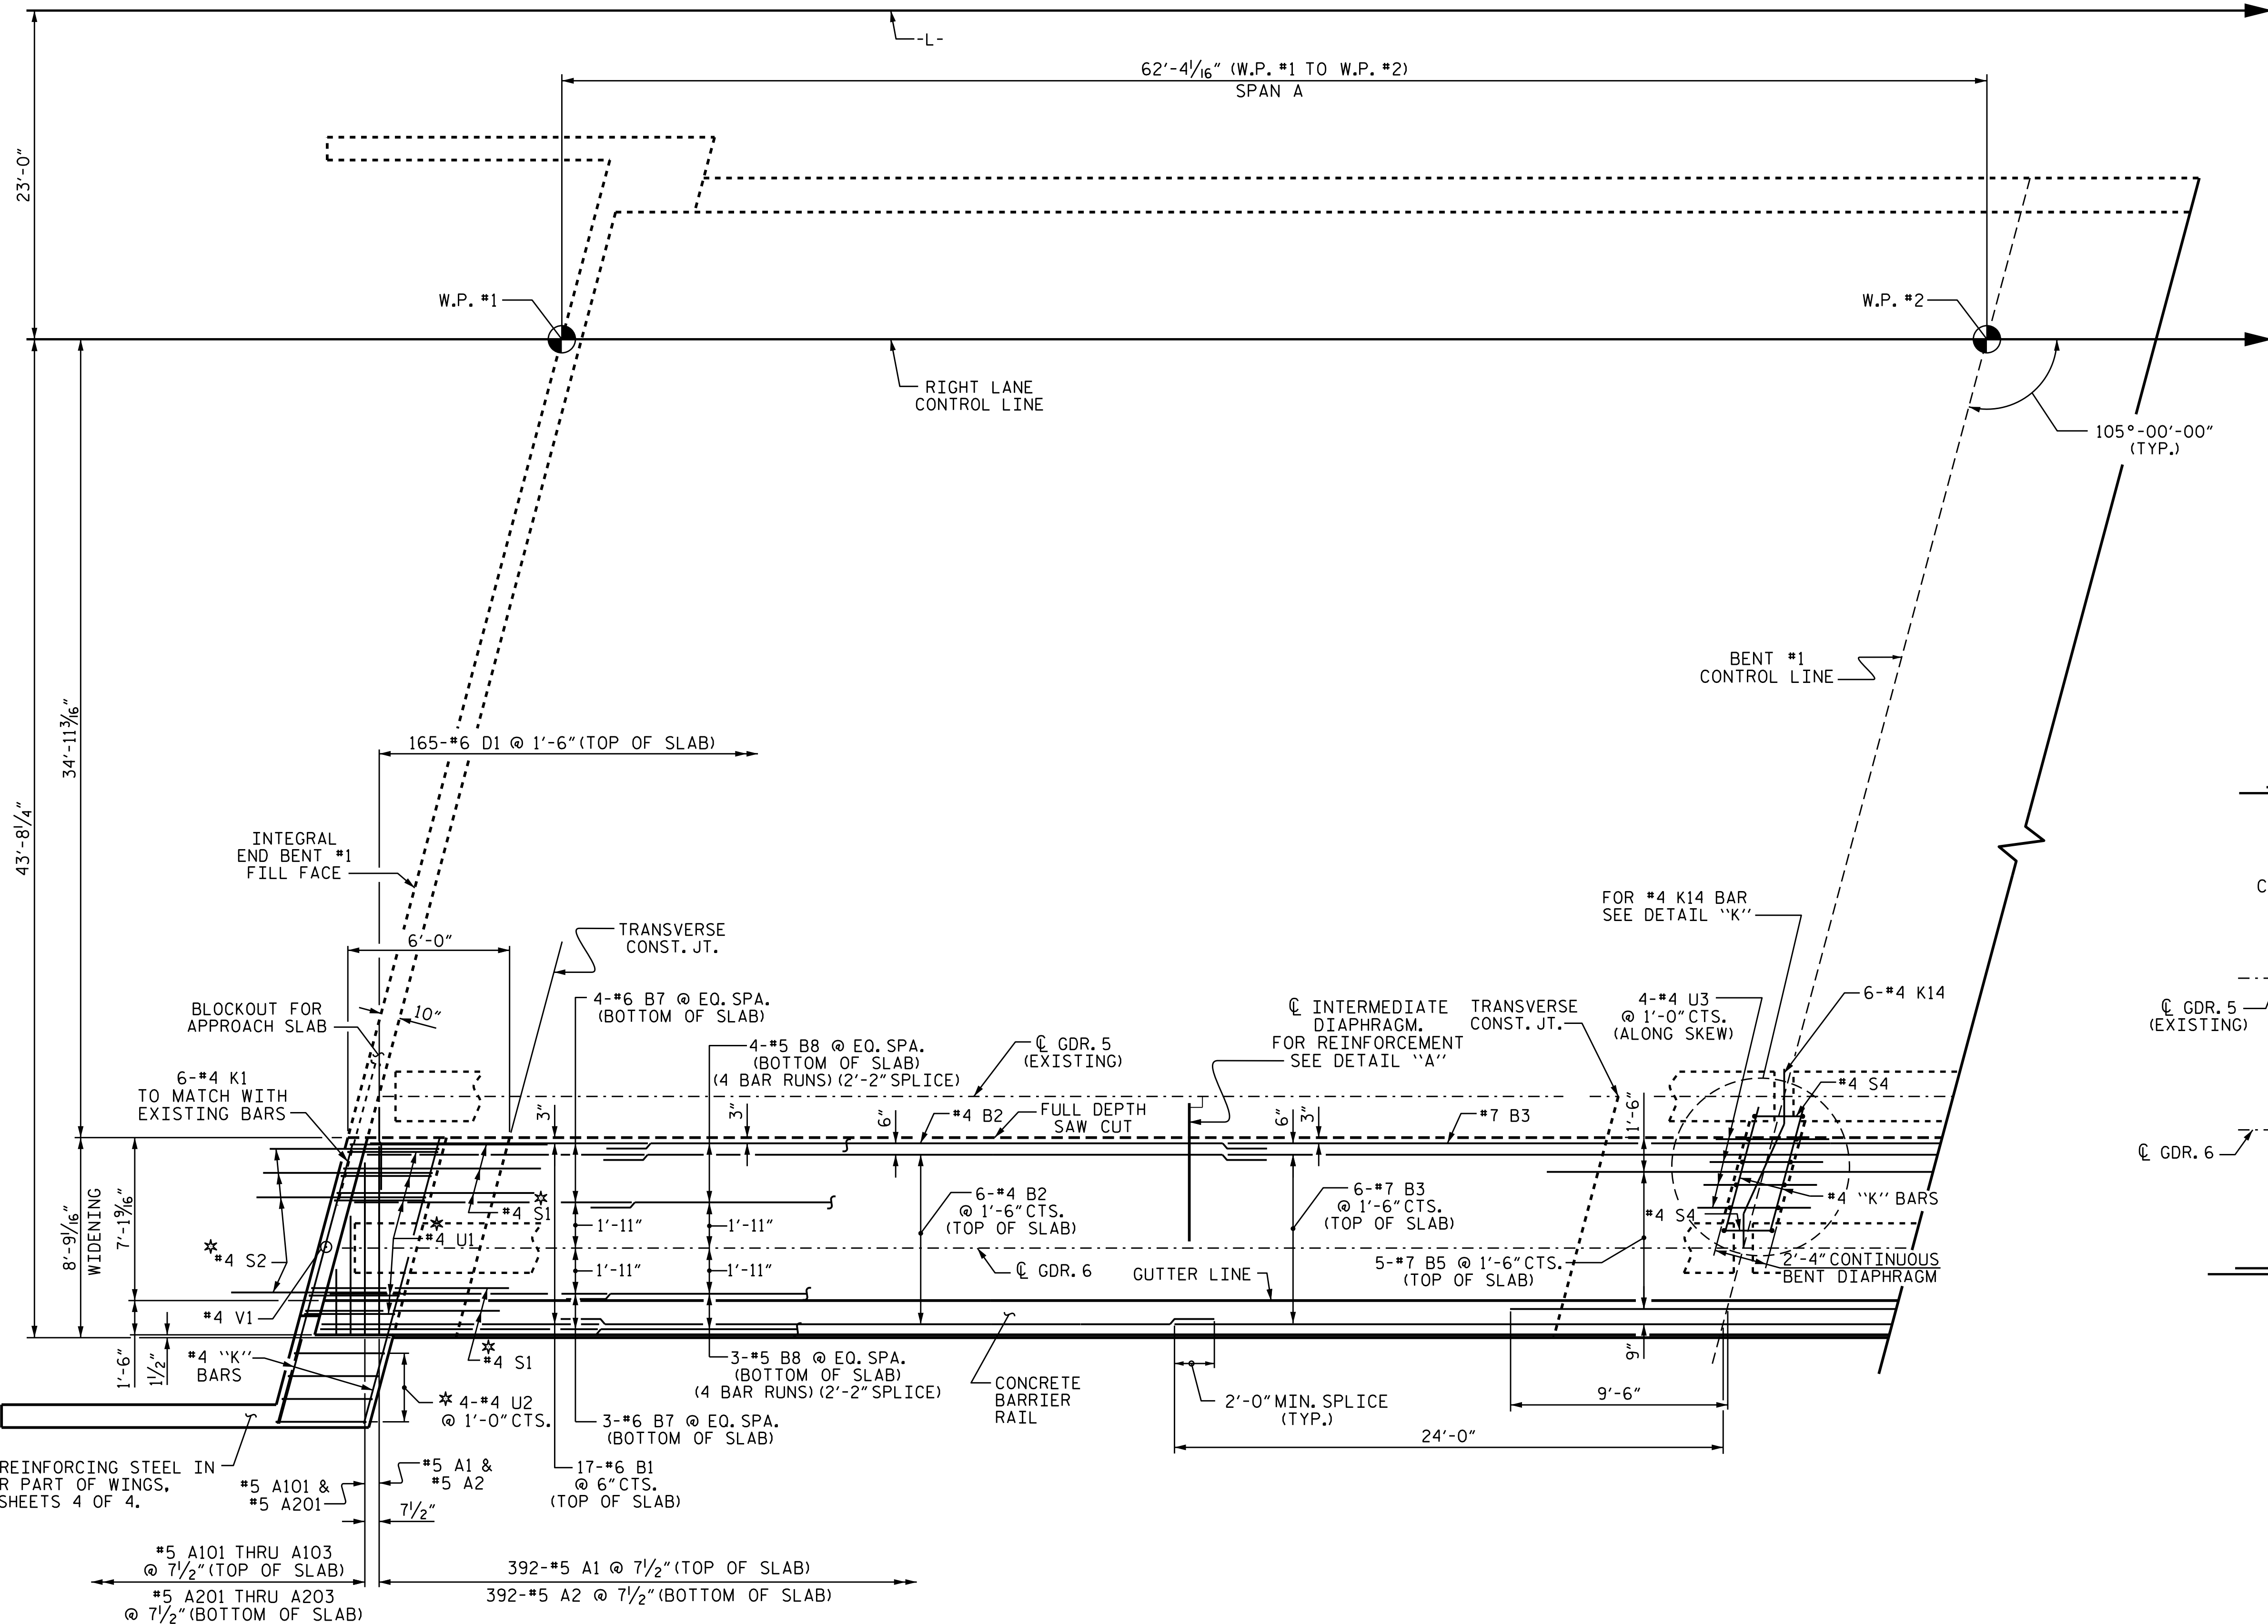 -L-
62'-4 1/16" (W.P. #1 TO W.P. #2)
SPAN A
23'-0"
W.P. #1
W.P. #2
RIGHT LANE
CONTROL LINE
105°-00'-00"
(TYP.)
34'-11 3/16"
43'-8 1/4"
BENT #1
CONTROL LINE
165-#6 D1 @ 1'-6" (TOP OF SLAB)
INTEGRAL
END BENT #1
FILL FACE
TRANSVERSE
CONST. JT.
6'-0"
FOR #4 K14 BAR
SEE DETAIL "K"
BLOCKOUT FOR
APPROACH SLAB
10"
4-#6 B7 @ EQ. SPA.
(BOTTOM OF SLAB)
4-#5 B8 @ EQ. SPA.
(BOTTOM OF SLAB)
(4 BAR RUNS) (2'-2" SPLICE)
℄ GDR. 5
(EXISTING)
℄ INTERMEDIATE
DIAPHRAGM.
FOR REINFORCEMENT
SEE DETAIL "A"
TRANSVERSE
CONST. JT.
4-#4 U3
@ 1'-0" CTS.
(ALONG SKEW)
6-#4 K14
C
℄ GDR. 5
(EXISTING)
6-#4 K1
TO MATCH WITH
EXISTING BARS
3"
3"
6"
#4 B2
FULL DEPTH
SAW CUT
6"
3"
#7 B3
1'-6"
#4 S4
℄ GDR. 6
8'-9 1/16"
WIDENING
7'-1 9/16"
#4 S1
#4 U1
#4 S2
#4 V1
1'-11"
1'-11"
1'-11"
1'-11"
6-#4 B2
@ 1'-6" CTS.
(TOP OF SLAB)
6-#7 B3
@ 1'-6" CTS.
(TOP OF SLAB)
#4 "K" BARS
#4 S4
℄ GDR. 6
GUTTER LINE
5-#7 B5 @ 1'-6" CTS.
(TOP OF SLAB)
2'-4" CONTINUOUS
BENT DIAPHRAGM
1'-6"
1 1/2"
#4 "K"
BARS
#4 S1
4-#4 U2
@ 1'-0" CTS.
3-#5 B8 @ EQ. SPA.
(BOTTOM OF SLAB)
(4 BAR RUNS) (2'-2" SPLICE)
3-#6 B7 @ EQ. SPA.
(BOTTOM OF SLAB)
CONCRETE
BARRIER
RAIL
2'-0" MIN. SPLICE
(TYP.)
9"
9'-6"
24'-0"
REINFORCING STEEL IN
R PART OF WINGS,
SHEETS 4 OF 4.
#5 A101 &
#5 A201
#5 A1 &
#5 A2
7 1/2"
17-#6 B1
@ 6" CTS.
(TOP OF SLAB)
#5 A101 THRU A103
@ 7 1/2" (TOP OF SLAB)
#5 A201 THRU A203
@ 7 1/2" (BOTTOM OF SLAB)
392-#5 A1 @ 7 1/2" (TOP OF SLAB)
392-#5 A2 @ 7 1/2" (BOTTOM OF SLAB)